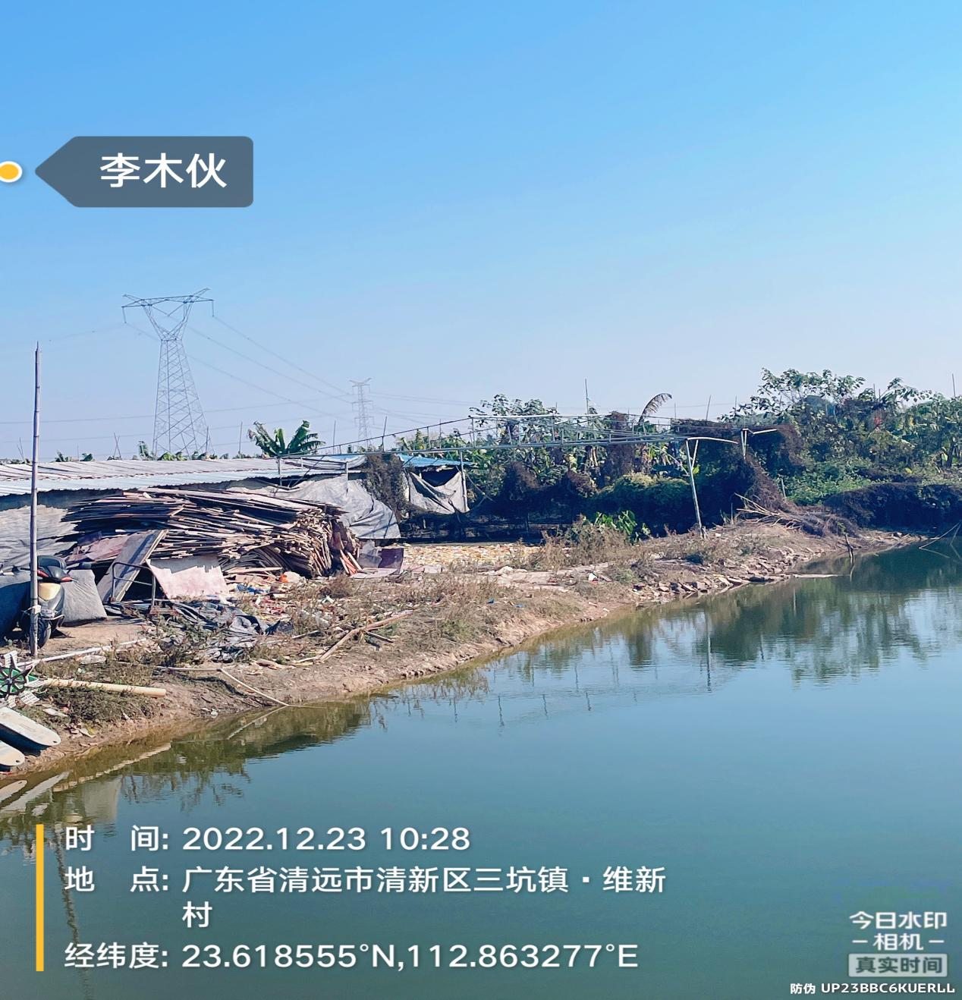 李木伙
时 间: 2022.12.23 10:28
地 点: 广东省清远市清新区三坑镇·维新
村
经纬度: 23.618555°N,112.863277°E
今日水印
-相机-
真实时间
防伪 UP23BBC6KUERLL